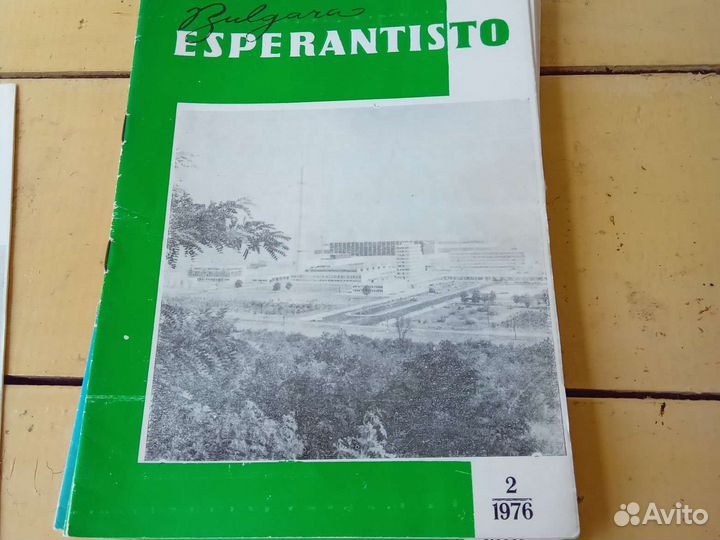 Bulgara
ESPERANTISTO
2
1976
Avito